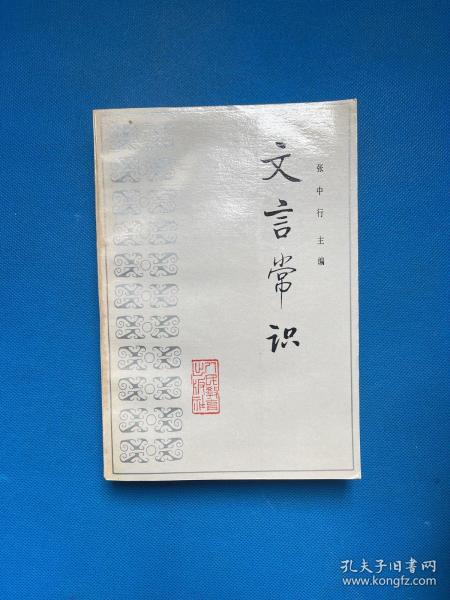 张中行 主编
文言常识
人民教育
出版社
孔夫子旧书网
www.kongfz.com